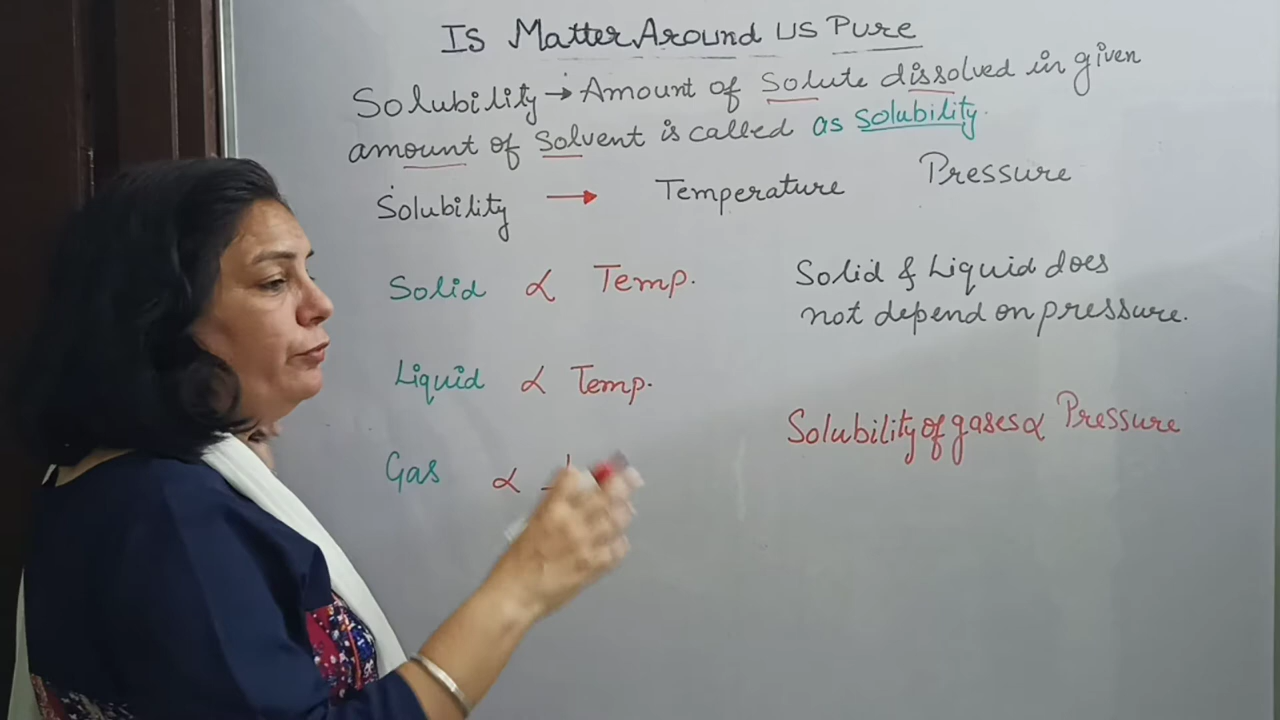 Is Matter Around us Pure
Solubility → Amount of Solute dissolved in given
amount of Solvent is called as solubility.
Solubility → Temperature Pressure
Solid ∝ Temp.
Solid & Liquid does
not depend on pressure.
Liquid ∝ Temp.
Solubility of gases ∝ Pressure
Gas ∝ 1